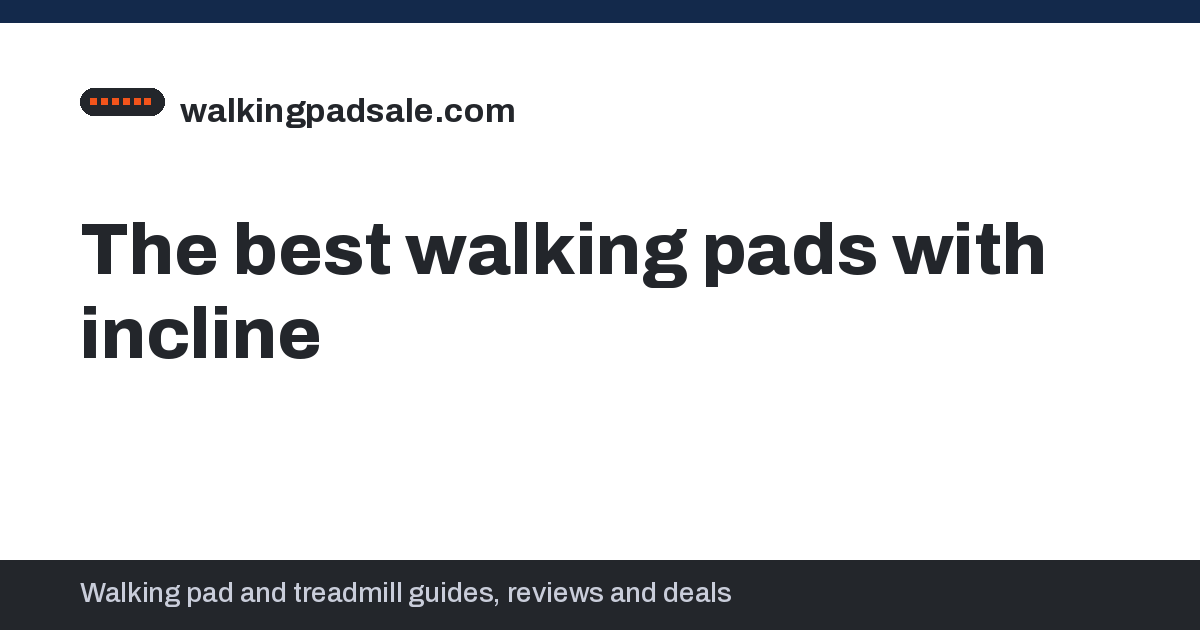 walkingpadsale.com
The best walking pads with
incline
Walking pad and treadmill guides, reviews and deals